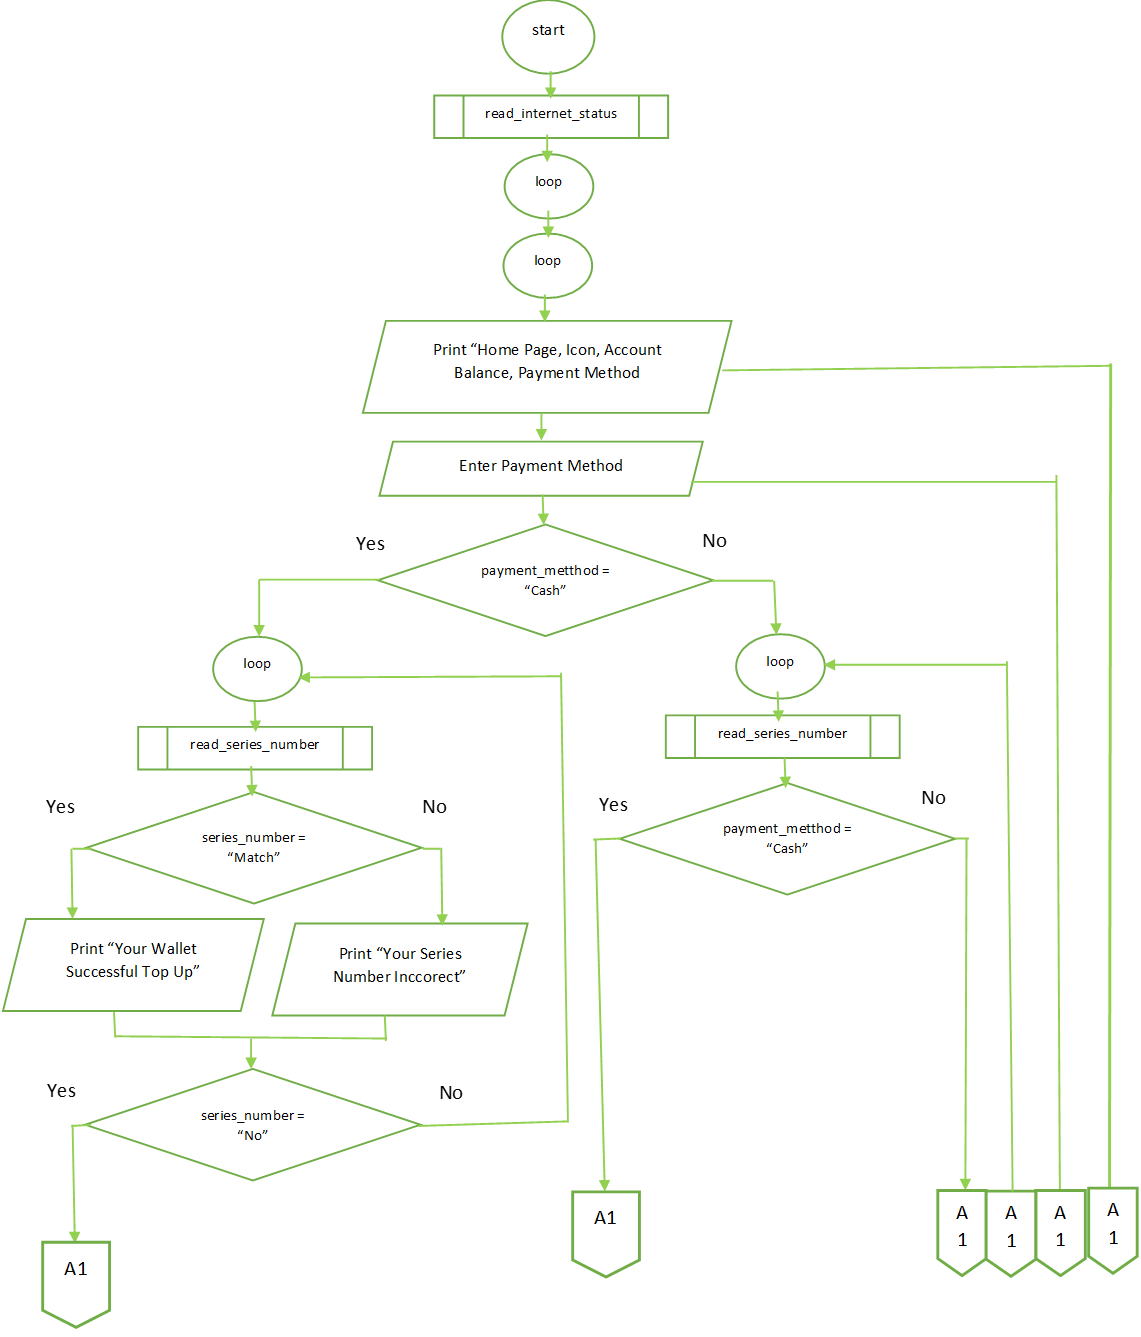 start
read_internet_status
loop
loop
Print “Home Page, Icon, Account
Balance, Payment Method
Enter Payment Method
Yes
No
payment_metthod =
“Cash”
loop
loop
read_series_number
read_series_number
Yes
No
series_number =
“Match”
Yes
No
payment_metthod =
“Cash”
Print “Your Wallet
Successful Top Up”
Print “Your Series
Number Inccorect”
Yes
No
series_number =
“No”
A1
A1
A
1
A
1
A
1
A
1